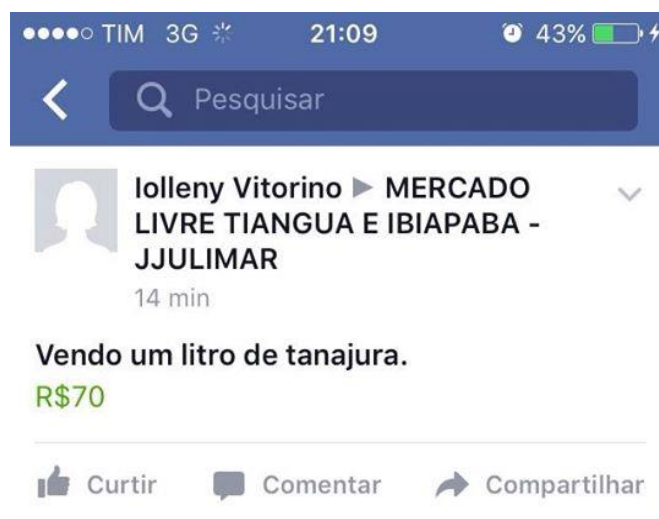 TIM 3G 21:09 43%
Pesquisar
Iolleny Vitorino ▶ MERCADO
LIVRE TIANGUA E IBIAPABA -
JJULIMAR
14 min
Vendo um litro de tanajura.
R$70
Curtir Comentar Compartilhar